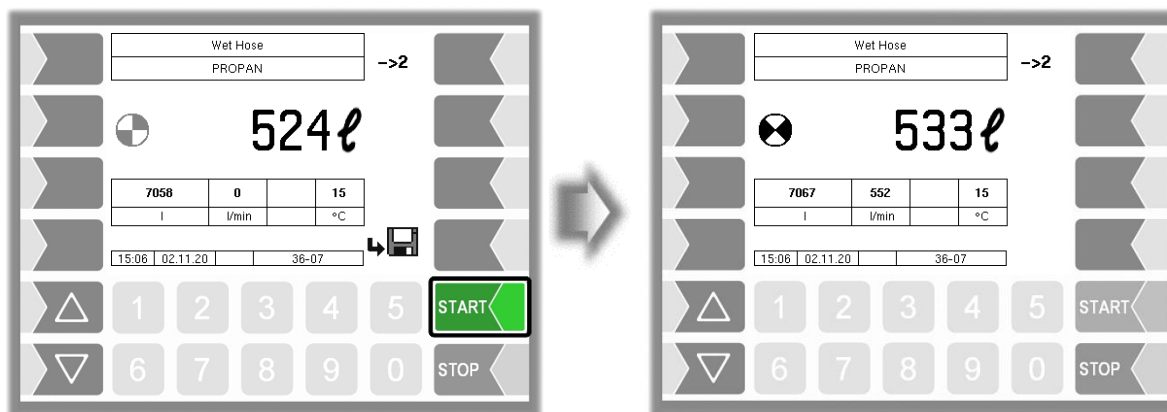 Wet Hose
PROPAN
->2
524 ℓ
7058 0 15
l l/min °C
15:06 02.11.20 36-07
1 2 3 4 5 START
6 7 8 9 0 STOP
Wet Hose
PROPAN
->2
533 ℓ
7067 552 15
l l/min °C
15:06 02.11.20 36-07
1 2 3 4 5 START
6 7 8 9 0 STOP